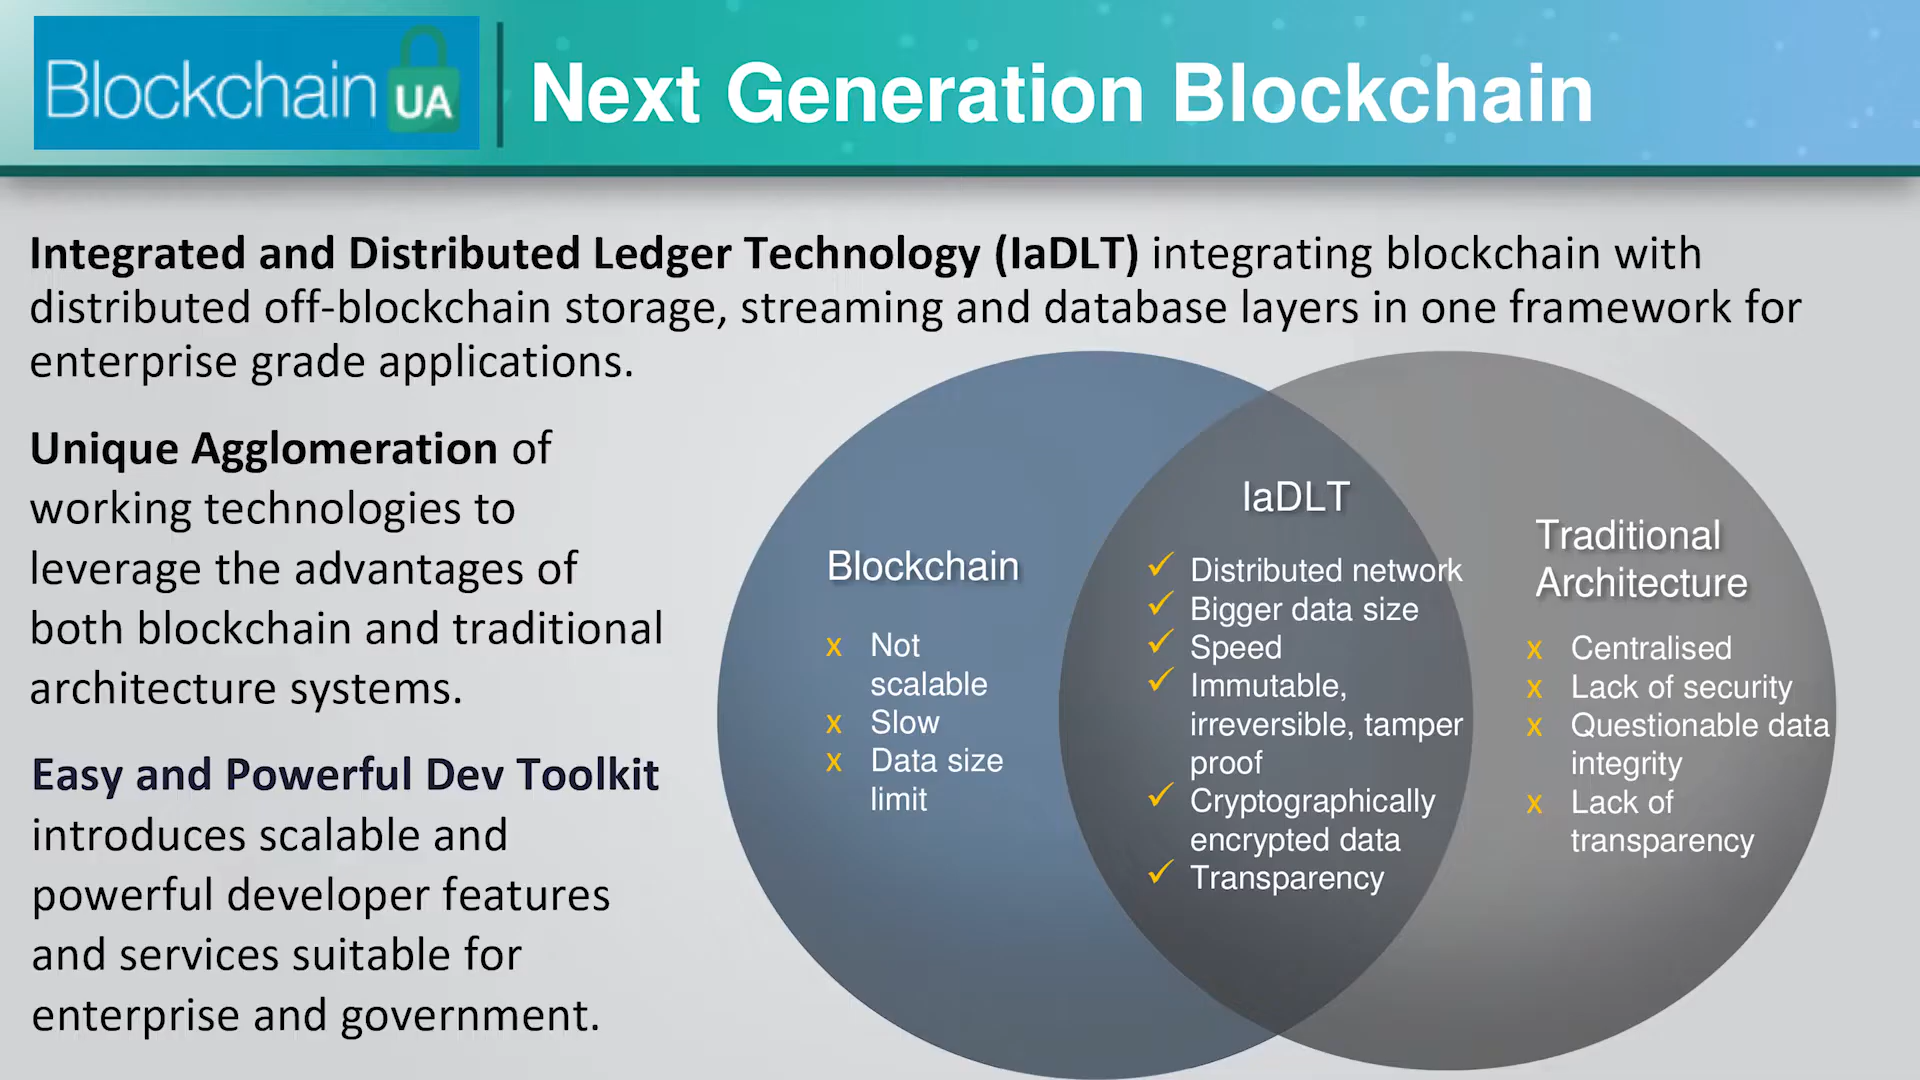 Blockchain UA
Next Generation Blockchain
Integrated and Distributed Ledger Technology (IaDLT) integrating blockchain with
distributed off-blockchain storage, streaming and database layers in one framework for
enterprise grade applications.
Unique Agglomeration of
working technologies to
leverage the advantages of
both blockchain and traditional
architecture systems.
Easy and Powerful Dev Toolkit
introduces scalable and
powerful developer features
and services suitable for
enterprise and government.
Blockchain
x Not
scalable
x Slow
x Data size
limit
IaDLT
✓ Distributed network
✓ Bigger data size
✓ Speed
✓ Immutable,
irreversible, tamper
proof
✓ Cryptographically
encrypted data
✓ Transparency
Traditional
Architecture
x Centralised
x Lack of security
x Questionable data
integrity
x Lack of
transparency